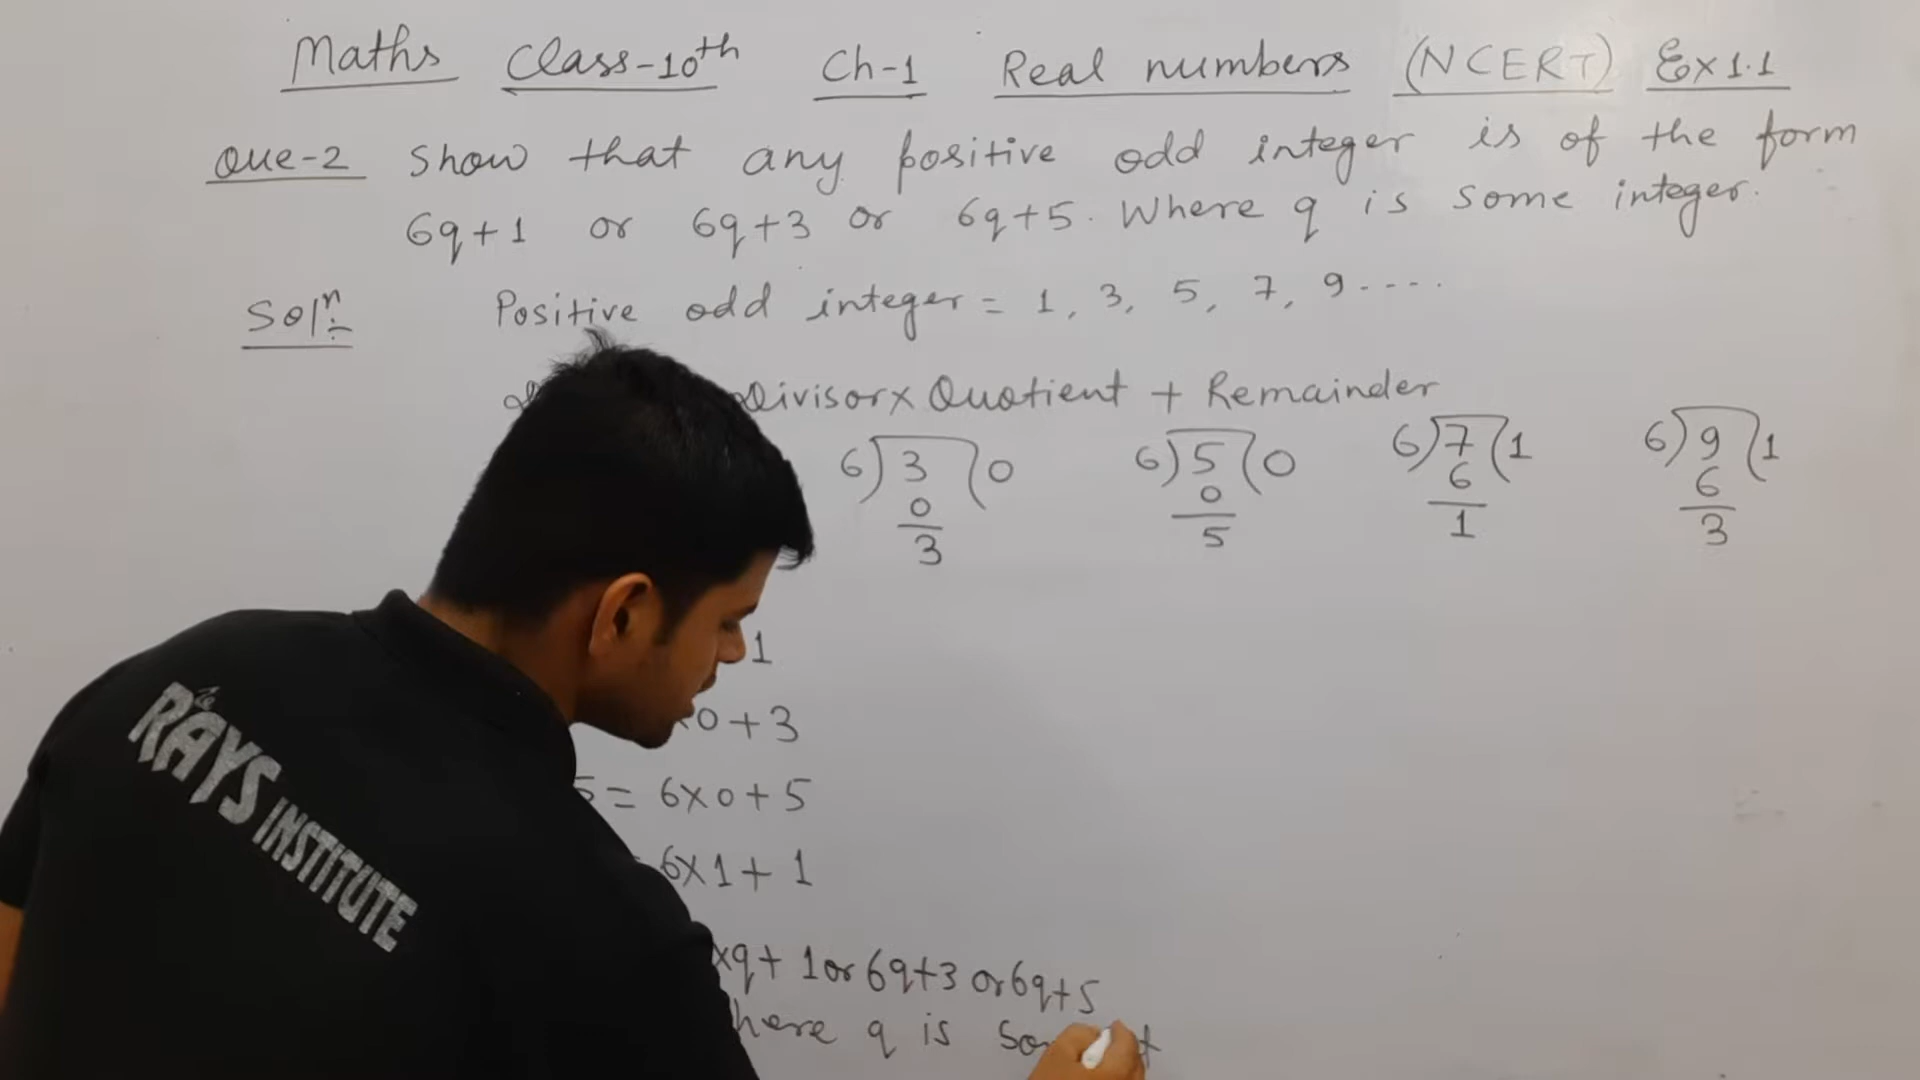 Maths Class-10th Ch-1 Real numbers (NCERT) Ex 1.1
Que-2 Show that any positive odd integer is of the form
6q+1 or 6q+3 or 6q+5. Where q is some integer.
Soln:- Positive odd integer = 1, 3, 5, 7, 9....
Divisor x Quotient + Remainder
6)3(0 6)5(0 6)7(1 6)9(1
0 0 6 6
3 5 1 3
1
0+3
5 = 6x0+5
6x1+1
xq+1 or 6q+3 or 6q+5
here q is
The RAYS INSTITUTE